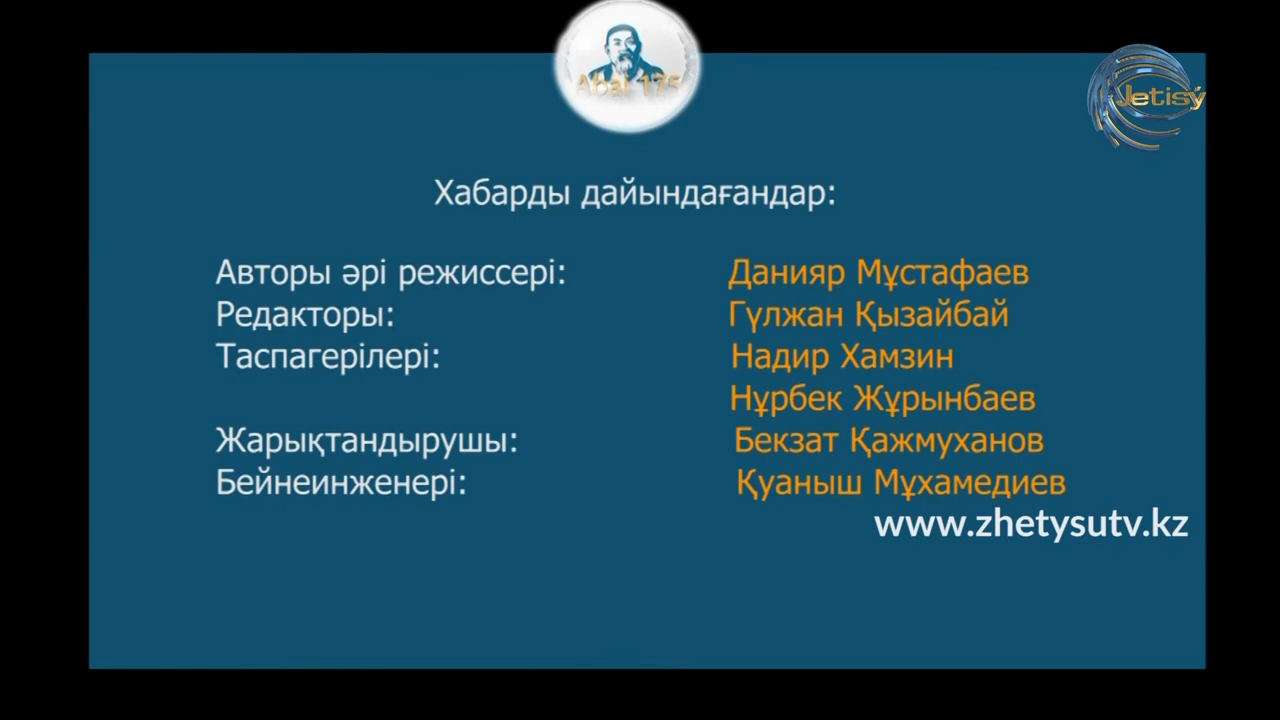 Abai 175
Jetisý
Хабарды дайындағандар:
Авторы әрі режиссері: Данияр Мұстафаев
Редакторы: Гүлжан Қызайбай
Таспагерілері: Надир Хамзин
Нұрбек Жұрынбаев
Жарықтандырушы: Бекзат Қажмуханов
Бейнеинженері: Қуаныш Мұхамедиев
www.zhetysutv.kz